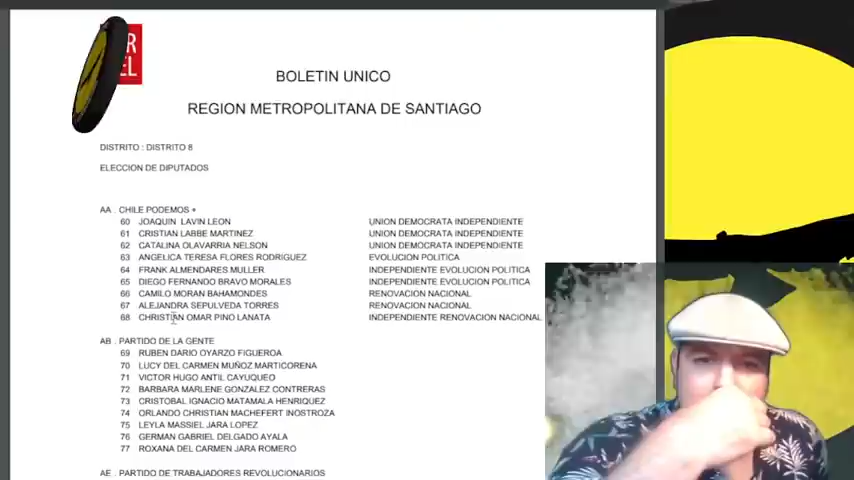 R
EL
BOLETIN UNICO
REGION METROPOLITANA DE SANTIAGO
DISTRITO : DISTRITO 8
ELECCION DE DIPUTADOS
AA . CHILE PODEMOS +
60 JOAQUIN LAVIN LEON UNION DEMOCRATA INDEPENDIENTE
61 CRISTIAN LABBE MARTINEZ UNION DEMOCRATA INDEPENDIENTE
62 CATALINA OLAVARRIA NELSON UNION DEMOCRATA INDEPENDIENTE
63 ANGELICA TERESA FLORES RODRIGUEZ EVOLUCION POLITICA
64 FRANK ALMENDARES MULLER INDEPENDIENTE EVOLUCION POLITICA
65 DIEGO FERNANDO BRAVO MORALES INDEPENDIENTE EVOLUCION POLITICA
66 CAMILO MORAN BAHAMONDES RENOVACION NACIONAL
67 ALEJANDRA SEPULVEDA TORRES RENOVACION NACIONAL
68 CHRISTIAN OMAR PINO LANATA INDEPENDIENTE RENOVACION NACIONAL
AB . PARTIDO DE LA GENTE
69 RUBEN DARIO OYARZO FIGUEROA
70 LUCY DEL CARMEN MUÑOZ MARTICORENA
71 VICTOR HUGO ANTIL CAYUQUEO
72 BARBARA MARLENE GONZALEZ CONTRERAS
73 CRISTOBAL IGNACIO MATAMALA HENRIQUEZ
74 ORLANDO CHRISTIAN MACHEFERT INOSTROZA
75 LEYLA MASSIEL JARA LOPEZ
76 GERMAN GABRIEL DELGADO AYALA
77 ROXANA DEL CARMEN JARA ROMERO
AE . PARTIDO DE TRABAJADORES REVOLUCIONARIOS